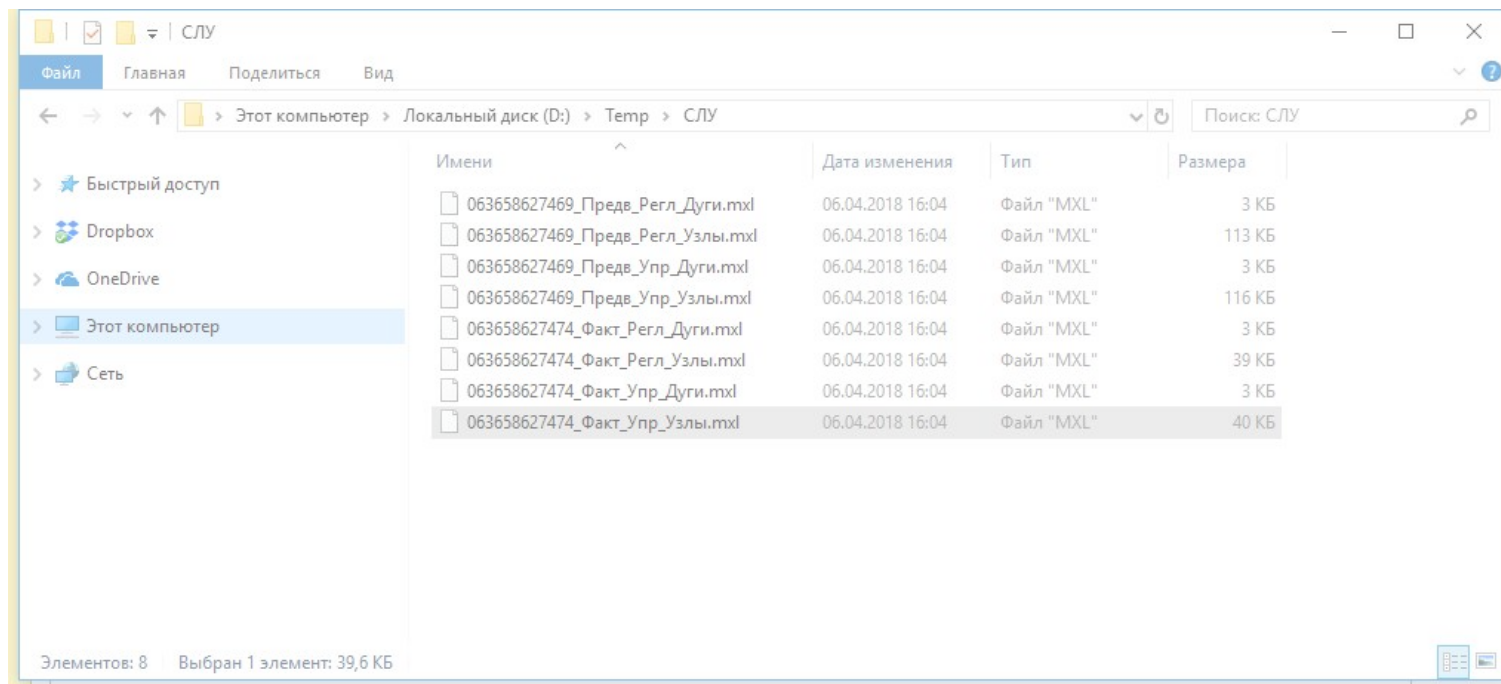 СЛУ
Файл Главная Поделиться Вид ?
Этот компьютер > Локальный диск (D:) > Temp > СЛУ Поиск: СЛУ
Имени Дата изменения Тип Размера
Быстрый доступ
Dropbox
OneDrive
Этот компьютер
Сеть
063658627469_Предв_Регл_Дуги.mxl 06.04.2018 16:04 Файл "MXL" 3 КБ
063658627469_Предв_Регл_Узлы.mxl 06.04.2018 16:04 Файл "MXL" 113 КБ
063658627469_Предв_Упр_Дуги.mxl 06.04.2018 16:04 Файл "MXL" 3 КБ
063658627469_Предв_Упр_Узлы.mxl 06.04.2018 16:04 Файл "MXL" 116 КБ
063658627474_Факт_Регл_Дуги.mxl 06.04.2018 16:04 Файл "MXL" 3 КБ
063658627474_Факт_Регл_Узлы.mxl 06.04.2018 16:04 Файл "MXL" 39 КБ
063658627474_Факт_Упр_Дуги.mxl 06.04.2018 16:04 Файл "MXL" 3 КБ
063658627474_Факт_Упр_Узлы.mxl 06.04.2018 16:04 Файл "MXL" 40 КБ
Элементов: 8 Выбран 1 элемент: 39,6 КБ